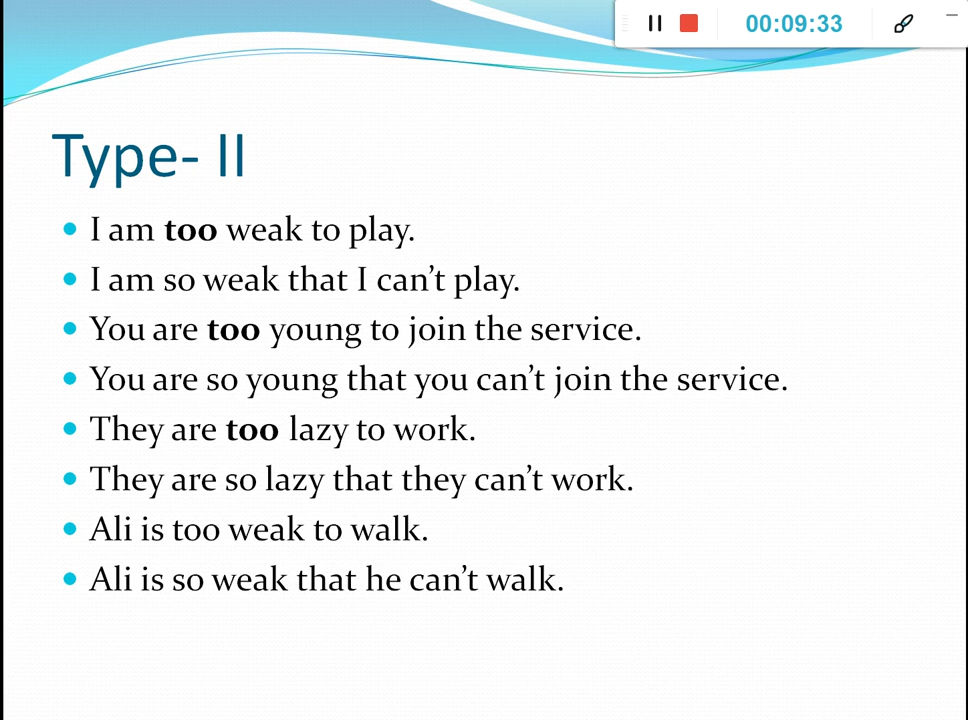 00:09:33
Type- II
I am too weak to play.
I am so weak that I can’t play.
You are too young to join the service.
You are so young that you can’t join the service.
They are too lazy to work.
They are so lazy that they can’t work.
Ali is too weak to walk.
Ali is so weak that he can’t walk.